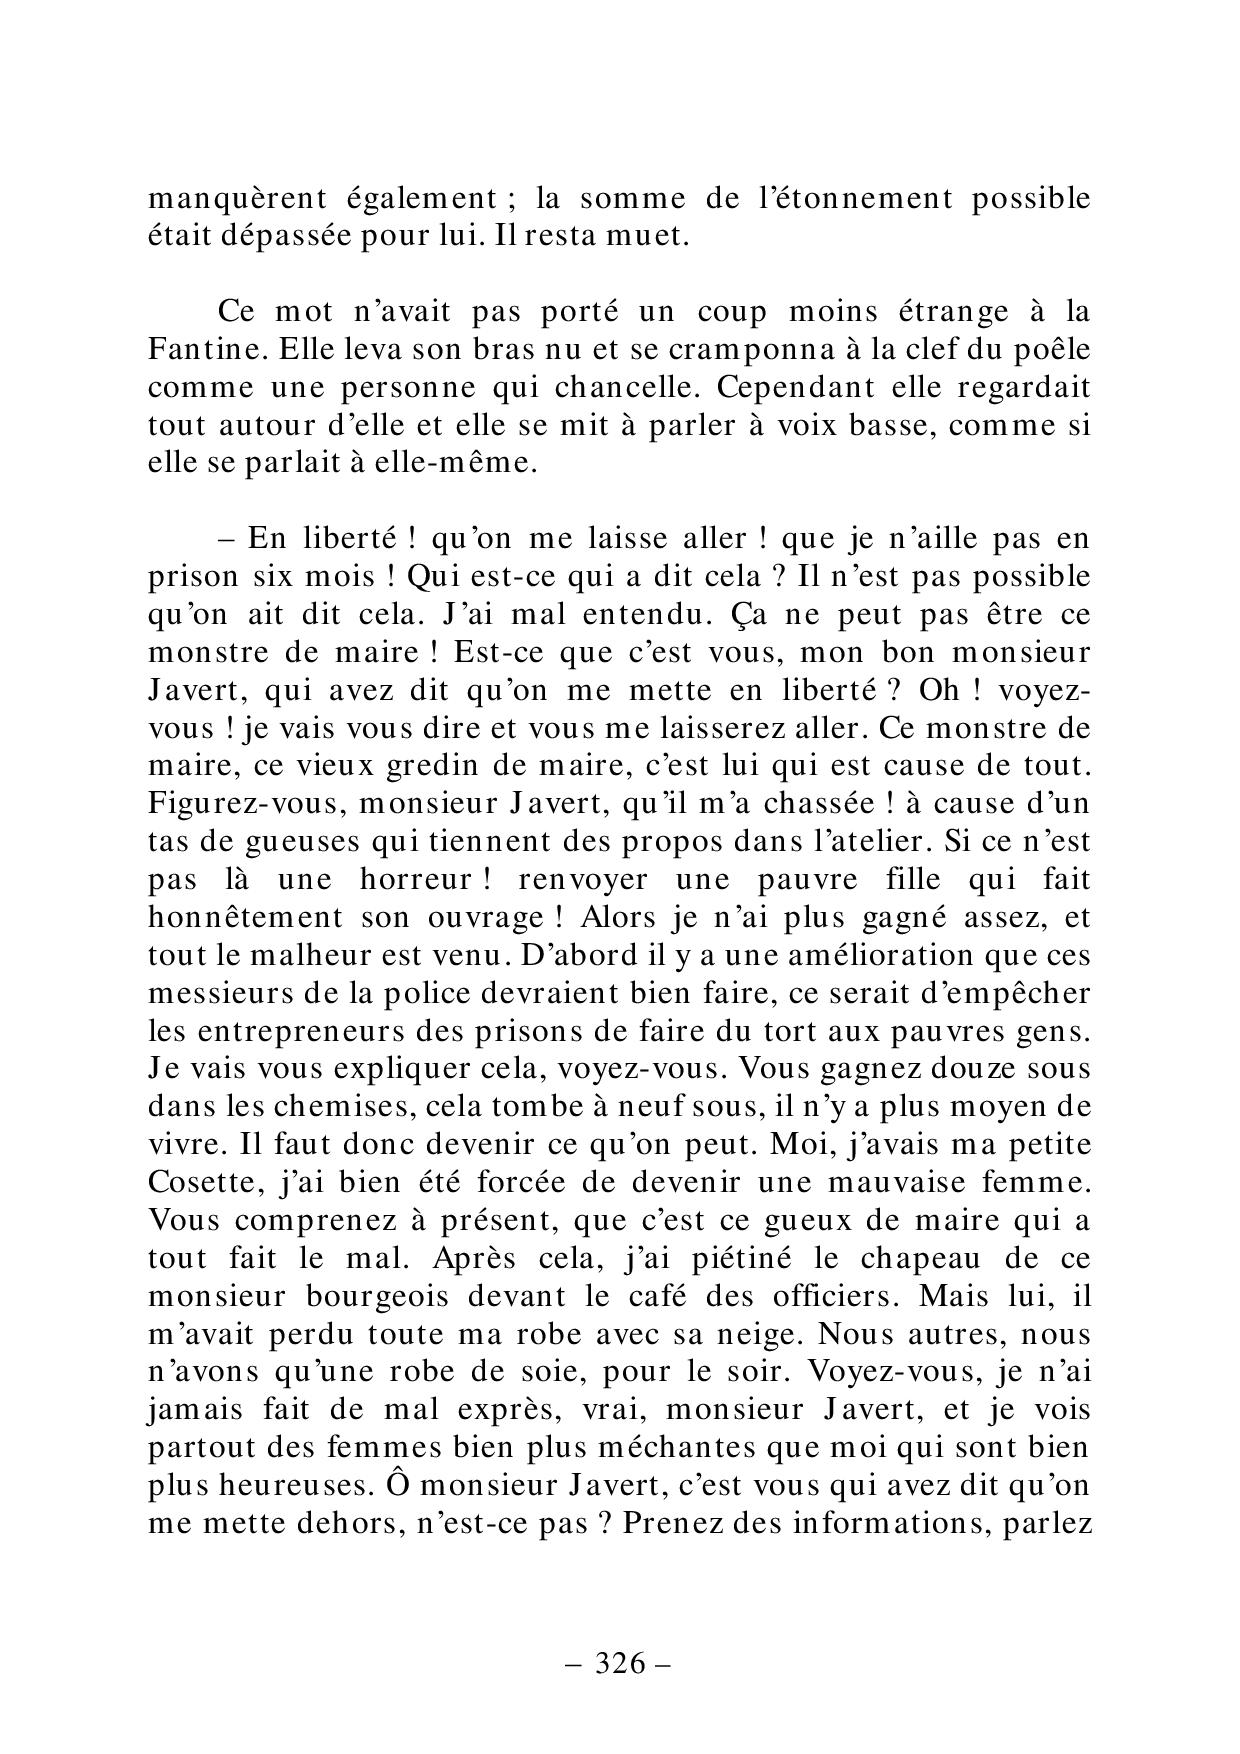 manquèrent également ; la somme de l’étonnement possible
était dépassée pour lui. Il resta muet.
Ce mot n’avait pas porté un coup moins étrange à la
Fantine. Elle leva son bras nu et se cramponna à la clef du poêle
comme une personne qui chancelle. Cependant elle regardait
tout autour d’elle et elle se mit à parler à voix basse, comme si
elle se parlait à elle-même.
– En liberté ! qu’on me laisse aller ! que je n’aille pas en
prison six mois ! Qui est-ce qui a dit cela ? Il n’est pas possible
qu’on ait dit cela. J’ai mal entendu. Ça ne peut pas être ce
monstre de maire ! Est-ce que c’est vous, mon bon monsieur
Javert, qui avez dit qu’on me mette en liberté ? Oh ! voyez-
vous ! je vais vous dire et vous me laisserez aller. Ce monstre de
maire, ce vieux gredin de maire, c’est lui qui est cause de tout.
Figurez-vous, monsieur Javert, qu’il m’a chassée ! à cause d’un
tas de gueuses qui tiennent des propos dans l’atelier. Si ce n’est
pas là une horreur ! renvoyer une pauvre fille qui fait
honnêtement son ouvrage ! Alors je n’ai plus gagné assez, et
tout le malheur est venu. D’abord il y a une amélioration que ces
messieurs de la police devraient bien faire, ce serait d’empêcher
les entrepreneurs des prisons de faire du tort aux pauvres gens.
Je vais vous expliquer cela, voyez-vous. Vous gagnez douze sous
dans les chemises, cela tombe à neuf sous, il n’y a plus moyen de
vivre. Il faut donc devenir ce qu’on peut. Moi, j’avais ma petite
Cosette, j’ai bien été forcée de devenir une mauvaise femme.
Vous comprenez à présent, que c’est ce gueux de maire qui a
tout fait le mal. Après cela, j’ai piétiné le chapeau de ce
monsieur bourgeois devant le café des officiers. Mais lui, il
m’avait perdu toute ma robe avec sa neige. Nous autres, nous
n’avons qu’une robe de soie, pour le soir. Voyez-vous, je n’ai
jamais fait de mal exprès, vrai, monsieur Javert, et je vois
partout des femmes bien plus méchantes que moi qui sont bien
plus heureuses. Ô monsieur Javert, c’est vous qui avez dit qu’on
me mette dehors, n’est-ce pas ? Prenez des informations, parlez
– 326 –